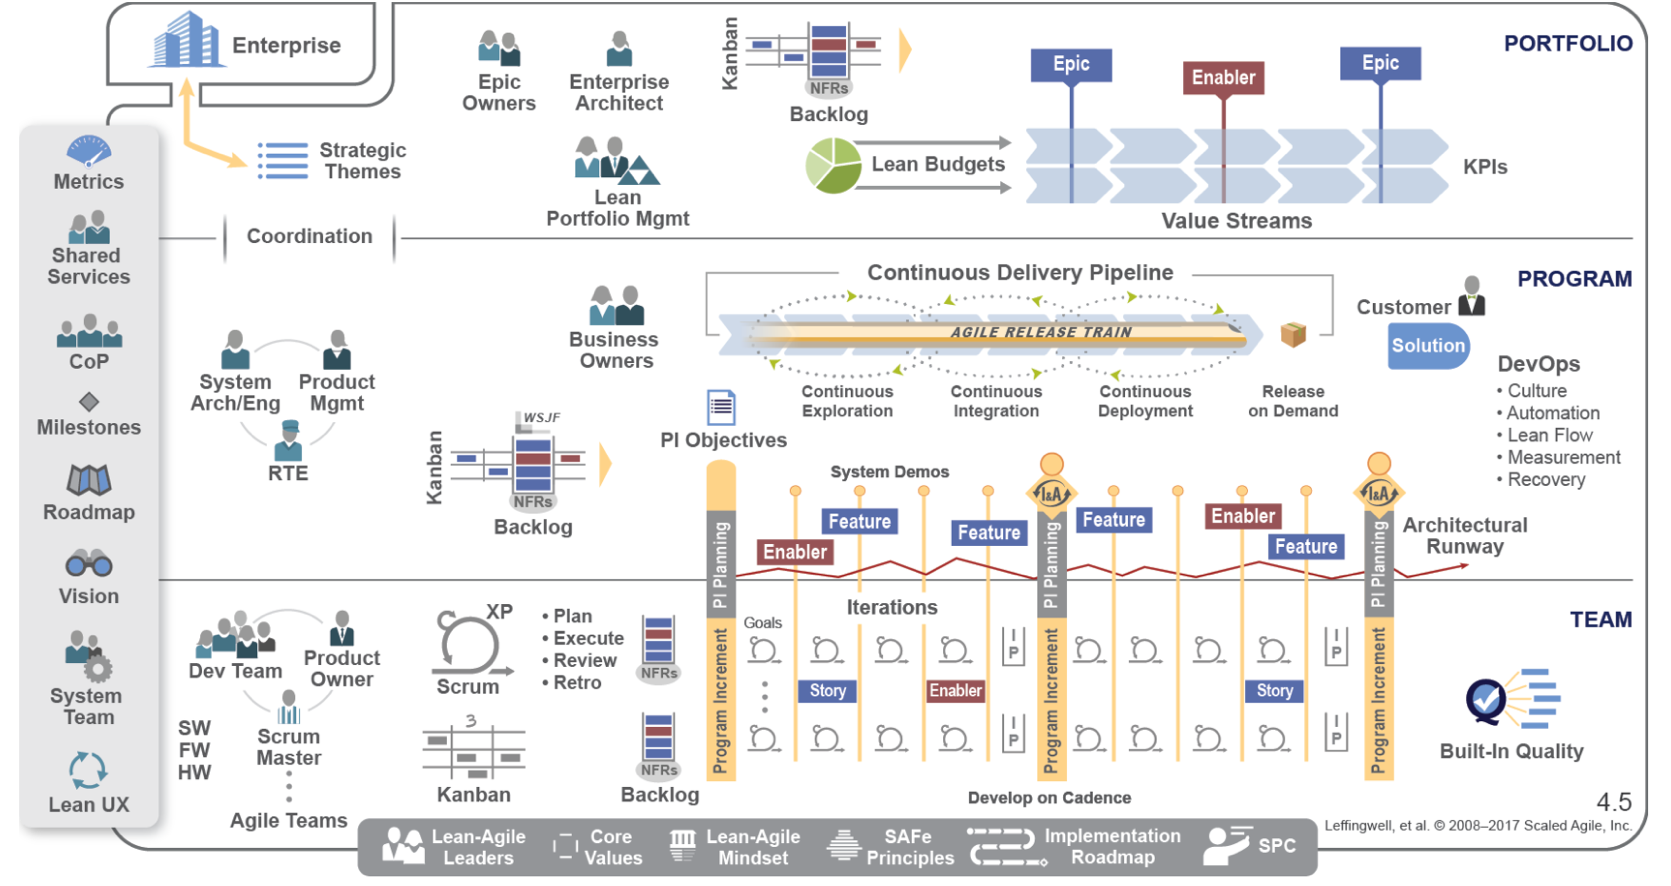 Enterprise
Strategic
Themes
Epic
Owners
Enterprise
Architect
Lean
Portfolio Mgmt
Kanban
NFRs
Backlog
Lean Budgets
Epic
Enabler
Epic
Value Streams
KPIs
PORTFOLIO
Metrics
Shared
Services
CoP
Milestones
Roadmap
Vision
System
Team
Lean UX
Coordination
System
Arch/Eng
Product
Mgmt
RTE
Business
Owners
Kanban
WSJF
NFRs
Backlog
PI Objectives
Continuous Delivery Pipeline
AGILE RELEASE TRAIN
Continuous
Exploration
Continuous
Integration
Continuous
Deployment
Release
on Demand
Customer
Solution
PROGRAM
DevOps
• Culture
• Automation
• Lean Flow
• Measurement
• Recovery
System Demos
I&A
I&A
Enabler
Feature
Feature
Feature
Enabler
Feature
Architectural
Runway
PI Planning
PI Planning
PI Planning
TEAM
Dev Team
Product
Owner
Scrum
Master
SW
FW
HW
Agile Teams
XP
Scrum
• Plan
• Execute
• Review
• Retro
3
Kanban
NFRs
NFRs
Backlog
Program Increment
Program Increment
Program Increment
Goals
Iterations
I
P
I
P
Story
Enabler
Story
I
P
I
P
Develop on Cadence
Built-In Quality
4.5
Leffingwell, et al. © 2008–2017 Scaled Agile, Inc.
Lean-Agile
Leaders
Core
Values
Lean-Agile
Mindset
SAFe
Principles
Implementation
Roadmap
SPC